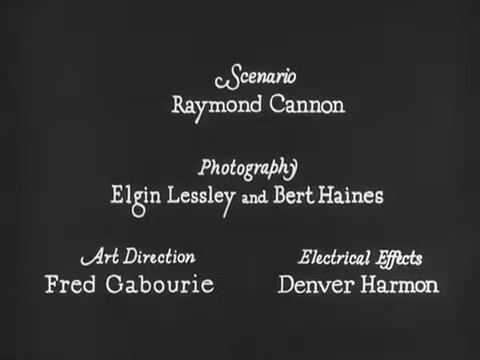 Scenario
Raymond Cannon
Photography
Elgin Lessley and Bert Haines
Art Direction
Fred Gabourie
Electrical Effects
Denver Harmon